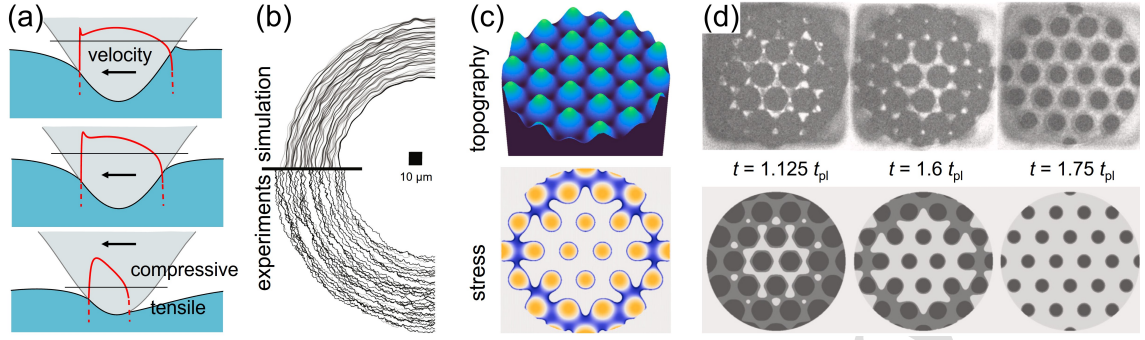 (a)
velocity
compressive
tensile
(b)
simulation
experiments
10 µm
(c)
topography
stress
(d)
t = 1.125 tpl
t = 1.6 tpl
t = 1.75 tpl